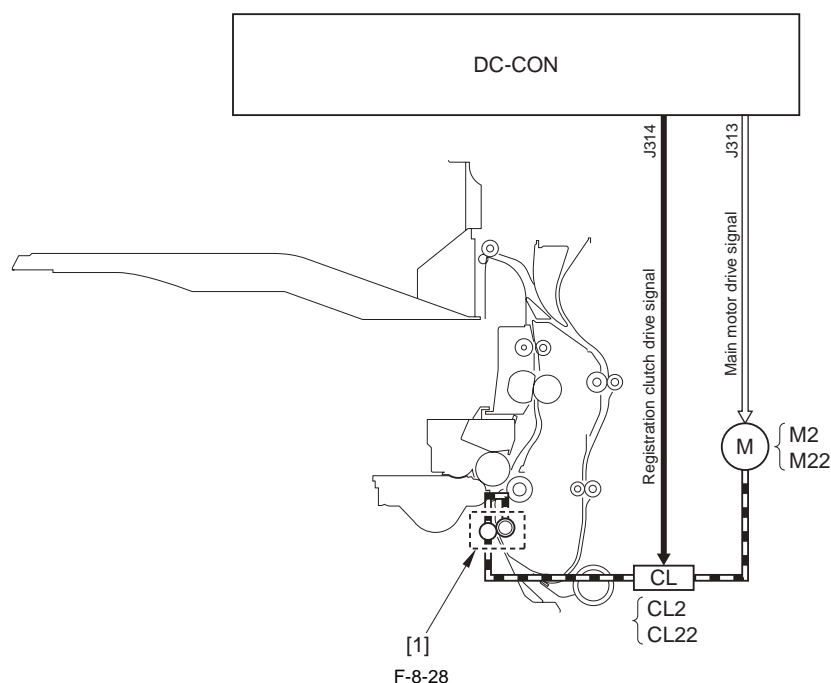 DC-CON
J314
J313
Registration clutch drive signal
Main motor drive signal
M
M2
M22
CL
CL2
CL22
[1]
F-8-28